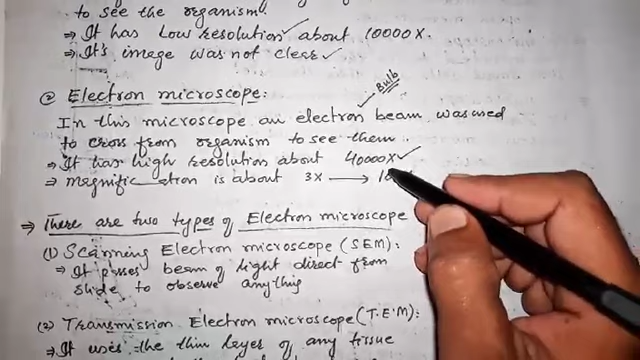 to see the organism.
⇒ It has Low resolution about 10000X.
⇒ It's image was not clear
② Electron microscope:
Bulb
In this microscope an electron beam was used
to cross from organism to see them.
⇒ It has high resolution about 40000X
⇒ magnification is about 3X → 10
⇒ There are two types of Electron microscope
(1) Scanning Electron microscope (SEM):
⇒ It passes beam of light direct from
slide to observe anything
(2) Transmission Electron microscope (T.E.M):
⇒ It uses the thin layes of any tissue